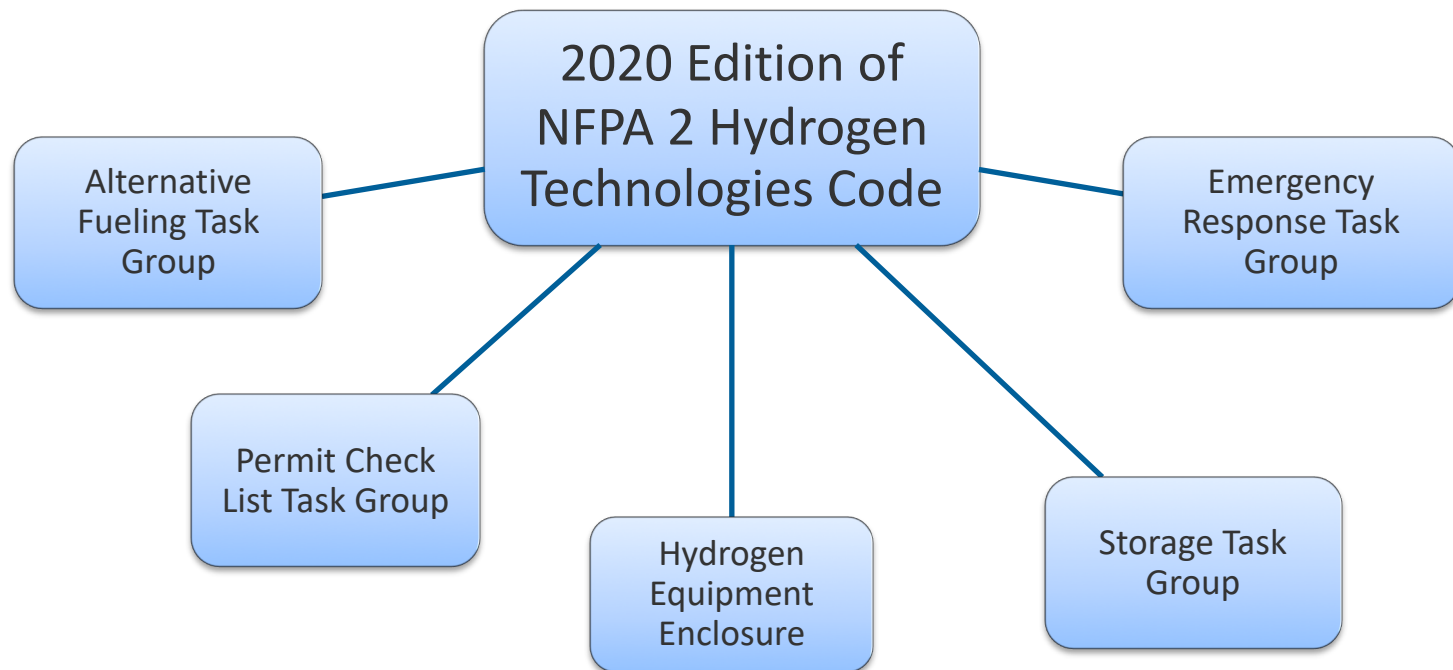 2020 Edition of
NFPA 2 Hydrogen
Technologies Code
Alternative
Fueling Task
Group
Emergency
Response Task
Group
Permit Check
List Task Group
Hydrogen
Equipment
Enclosure
Storage Task
Group